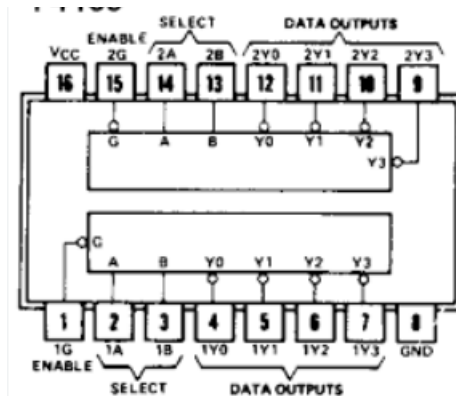 SELECT DATA OUTPUTS
ENABLE
VCC 2G 2A 2B 2Y0 2Y1 2Y2 2Y3
16 15 14 13 12 11 10 9
G A B Y0 Y1 Y2
Y3
G
A B Y0 Y1 Y2 Y3
1 2 3 4 5 6 7 8
1G 1A 1B 1Y0 1Y1 1Y2 1Y3 GND
ENABLE
SELECT DATA OUTPUTS